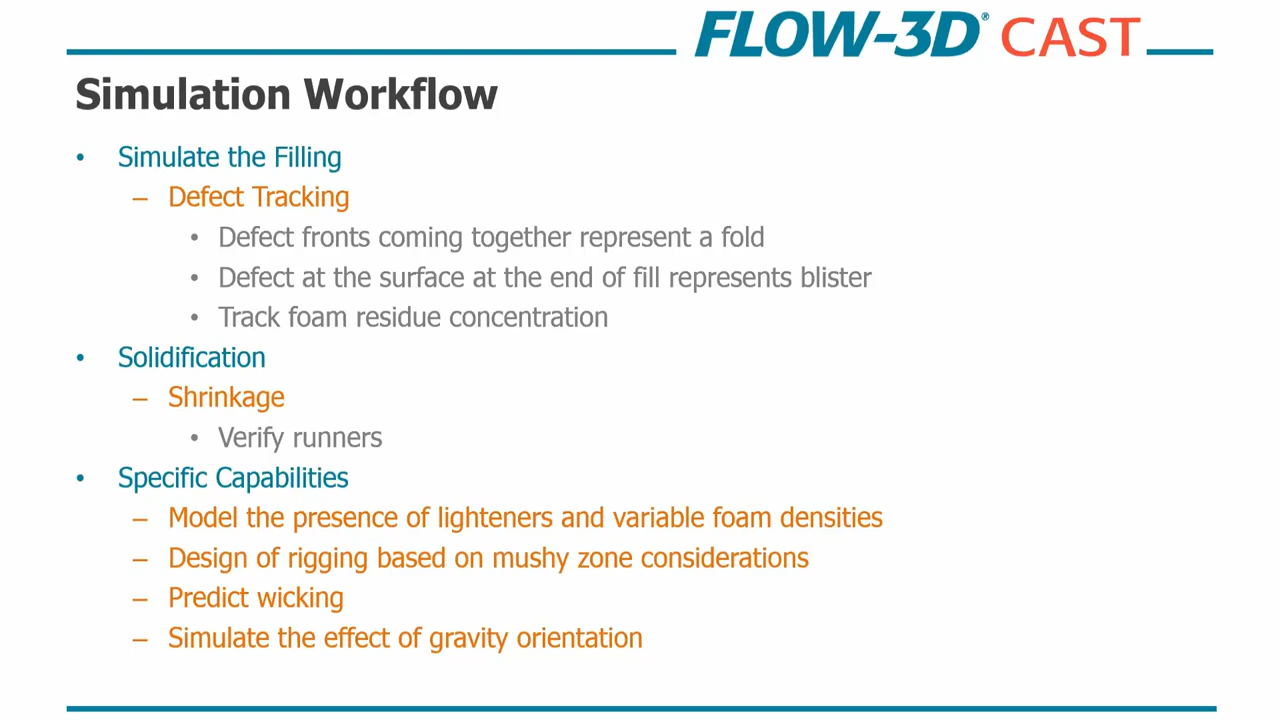 FLOW-3D® CAST
Simulation Workflow
• Simulate the Filling
– Defect Tracking
• Defect fronts coming together represent a fold
• Defect at the surface at the end of fill represents blister
• Track foam residue concentration
• Solidification
– Shrinkage
• Verify runners
• Specific Capabilities
– Model the presence of lighteners and variable foam densities
– Design of rigging based on mushy zone considerations
– Predict wicking
– Simulate the effect of gravity orientation